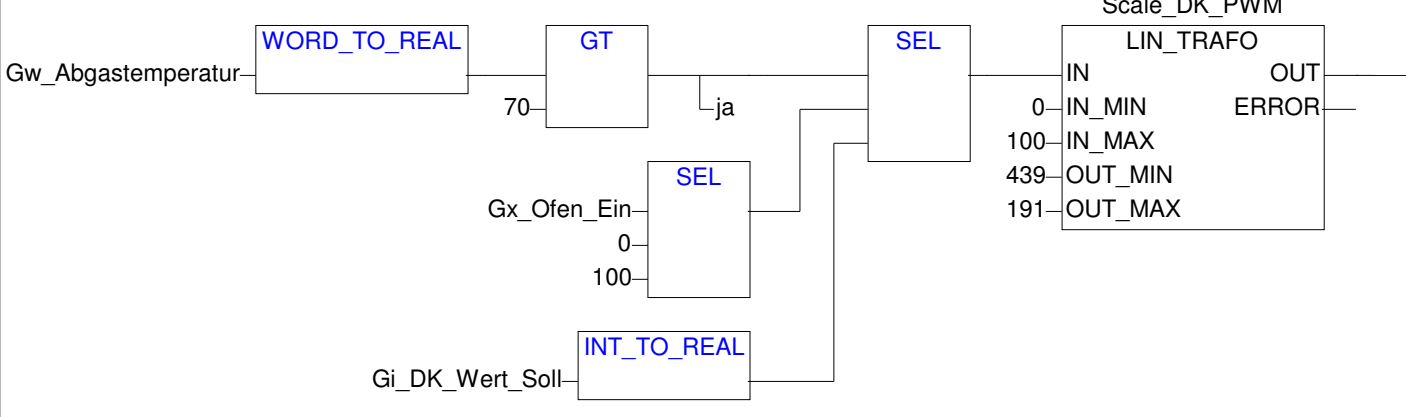 Scale_DK_PWM
WORD_TO_REAL
GT
SEL
LIN_TRAFO
Gw_Abgastemperatur
IN
OUT
70
ja
0
IN_MIN
ERROR
100
IN_MAX
SEL
439
OUT_MIN
Gx_Ofen_Ein
191
OUT_MAX
0
100
INT_TO_REAL
Gi_DK_Wert_Soll